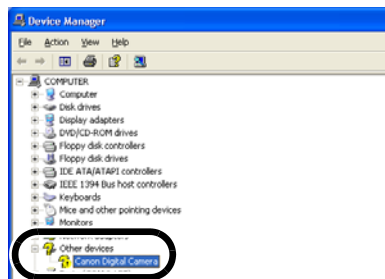 Device Manager
File Action View Help
COMPUTER
Computer
Disk drives
Display adapters
DVD/CD-ROM drives
Floppy disk controllers
Floppy disk drives
IDE ATA/ATAPI controllers
IEEE 1394 Bus host controllers
Keyboards
Mice and other pointing devices
Monitors
Network adapters
Other devices
Canon Digital Camera